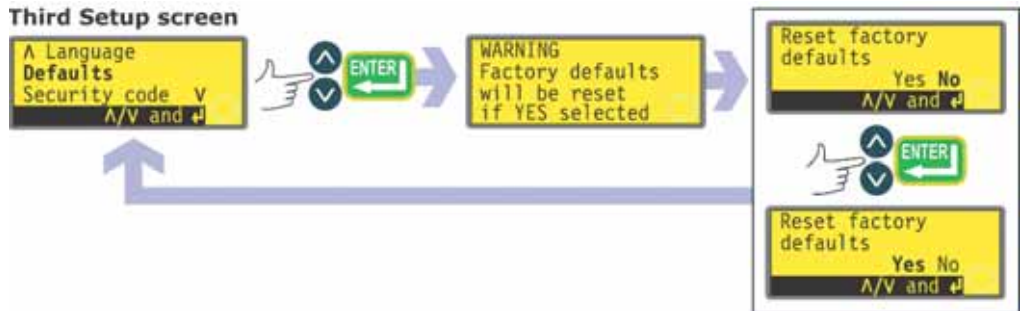 Third Setup screen
Λ Language
Defaults
Security code V
Λ/V and ↵
ENTER
WARNING
Factory defaults
will be reset
if YES selected
Reset factory
defaults
Yes No
Λ/V and ↵
ENTER
Reset factory
defaults
Yes No
Λ/V and ↵